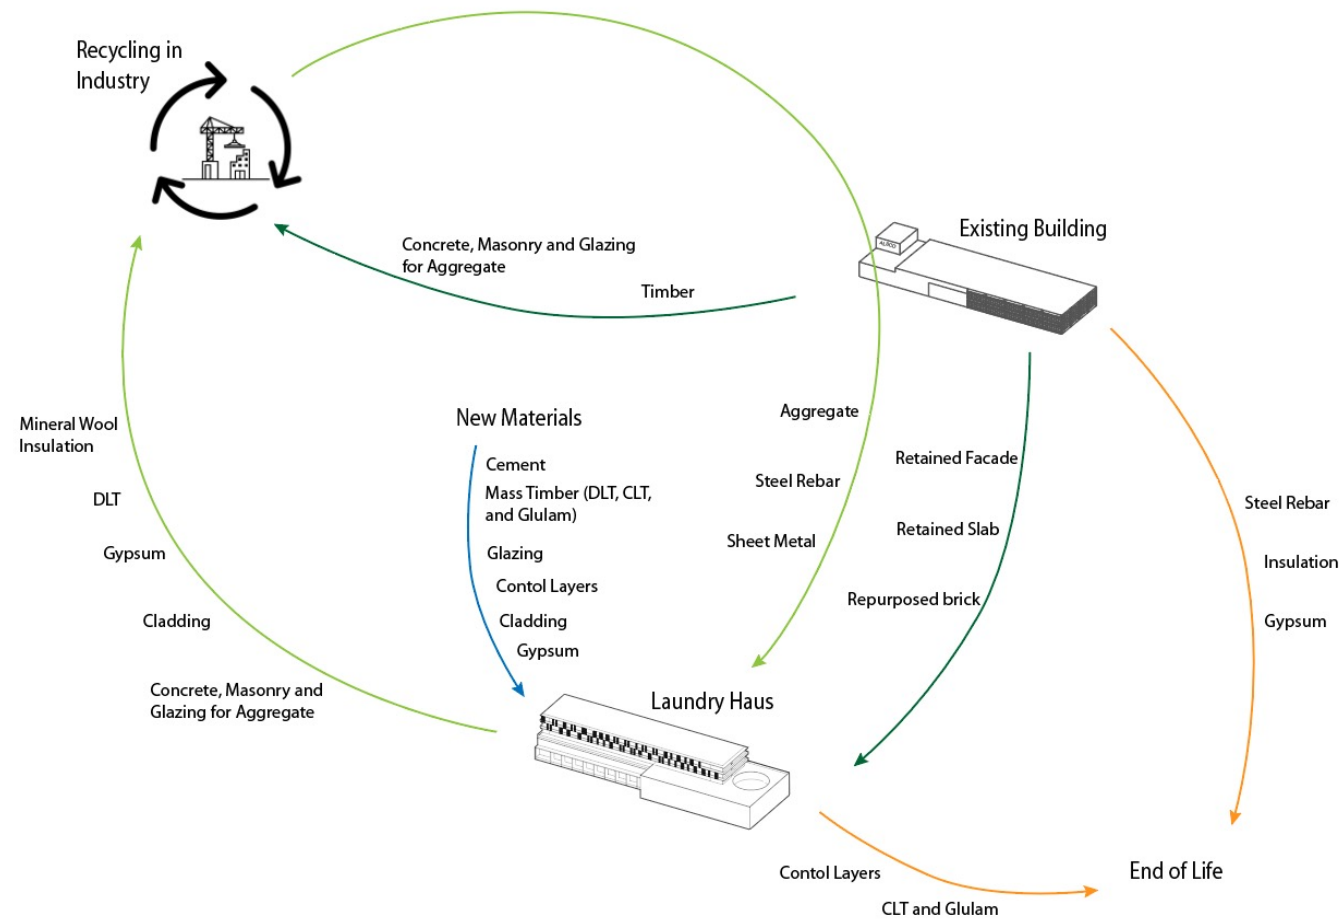 Recycling in
Industry
Existing Building
Concrete, Masonry and Glazing
for Aggregate
Timber
New Materials
Cement
Mass Timber (DLT, CLT,
and Glulam)
Glazing
Contol Layers
Cladding
Gypsum
Aggregate
Steel Rebar
Sheet Metal
Retained Facade
Retained Slab
Repurposed brick
Steel Rebar
Insulation
Gypsum
Mineral Wool
Insulation
DLT
Gypsum
Cladding
Concrete, Masonry and
Glazing for Aggregate
Laundry Haus
Contol Layers
CLT and Glulam
End of Life